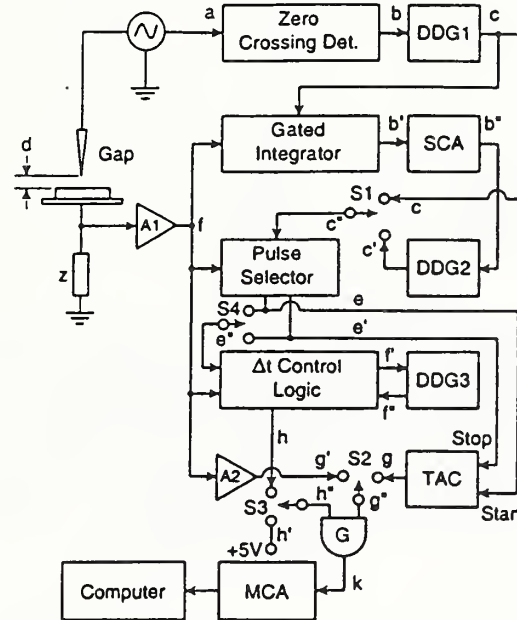 a
Zero
Crossing Det.
b
DDG1
c
d
Gap
Gated
Integrator
b'
SCA
b"
A1
f
S1
c
c"
c'
Z
Pulse
Selector
DDG2
S4
e
e'
e"
Δt Control
Logic
f'
f"
DDG3
h
Stop
A2
g'
S2
g
TAC
Start
h"
g"
S3
h'
G
+5V
k
Computer
MCA